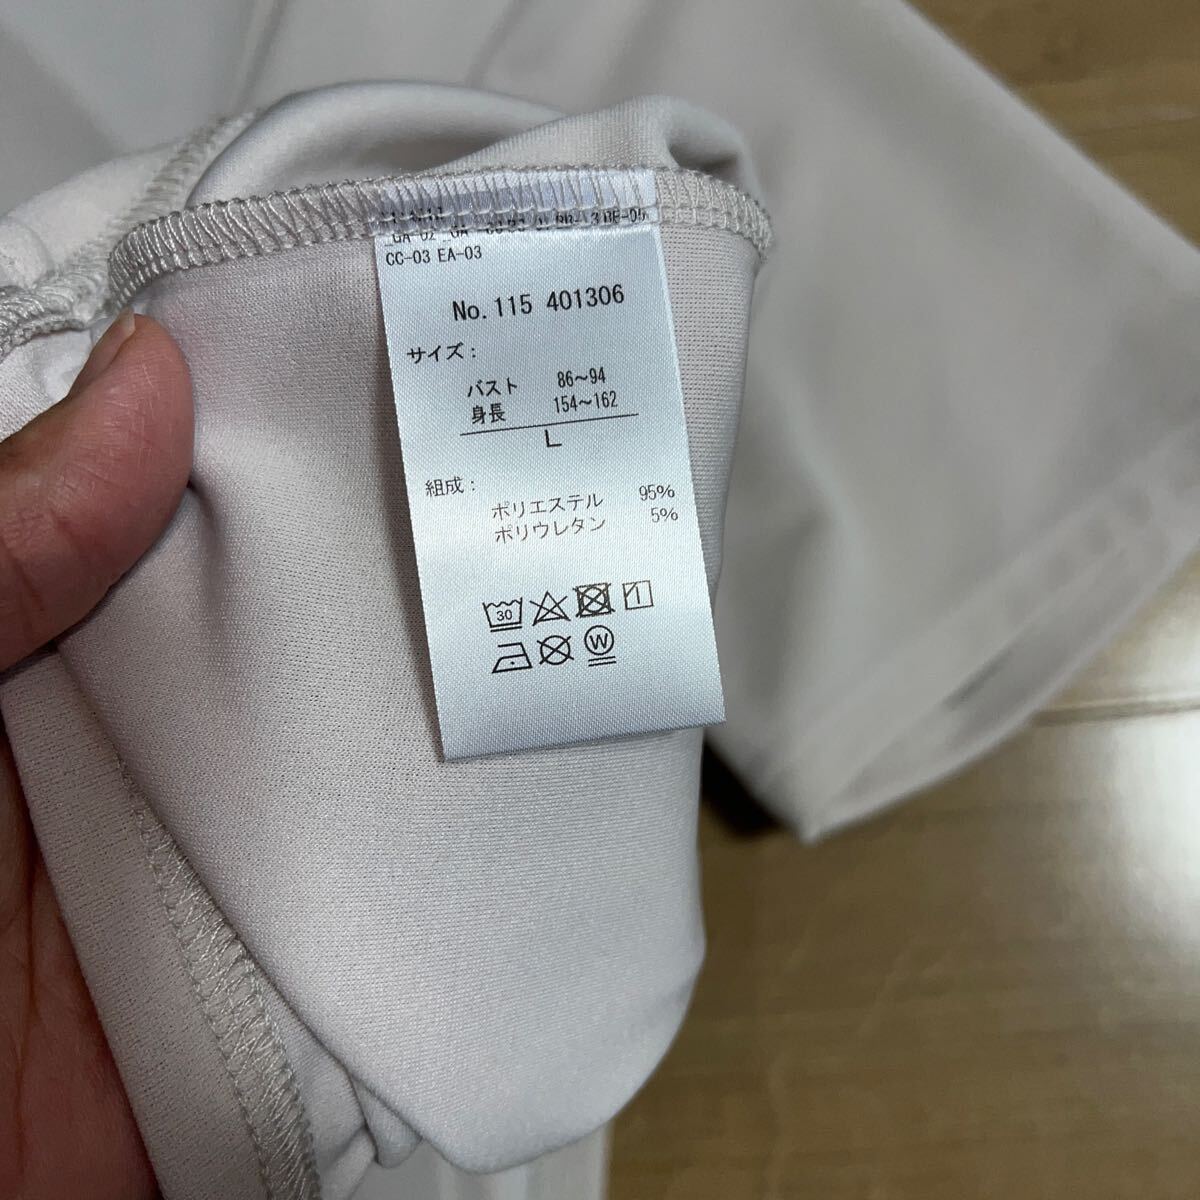 CC-03 EA-03
No. 115 401306
サイズ：
バスト 86～94
身長 154～162
L
組成：
ポリエステル 95%
ポリウレタン 5%
30
W